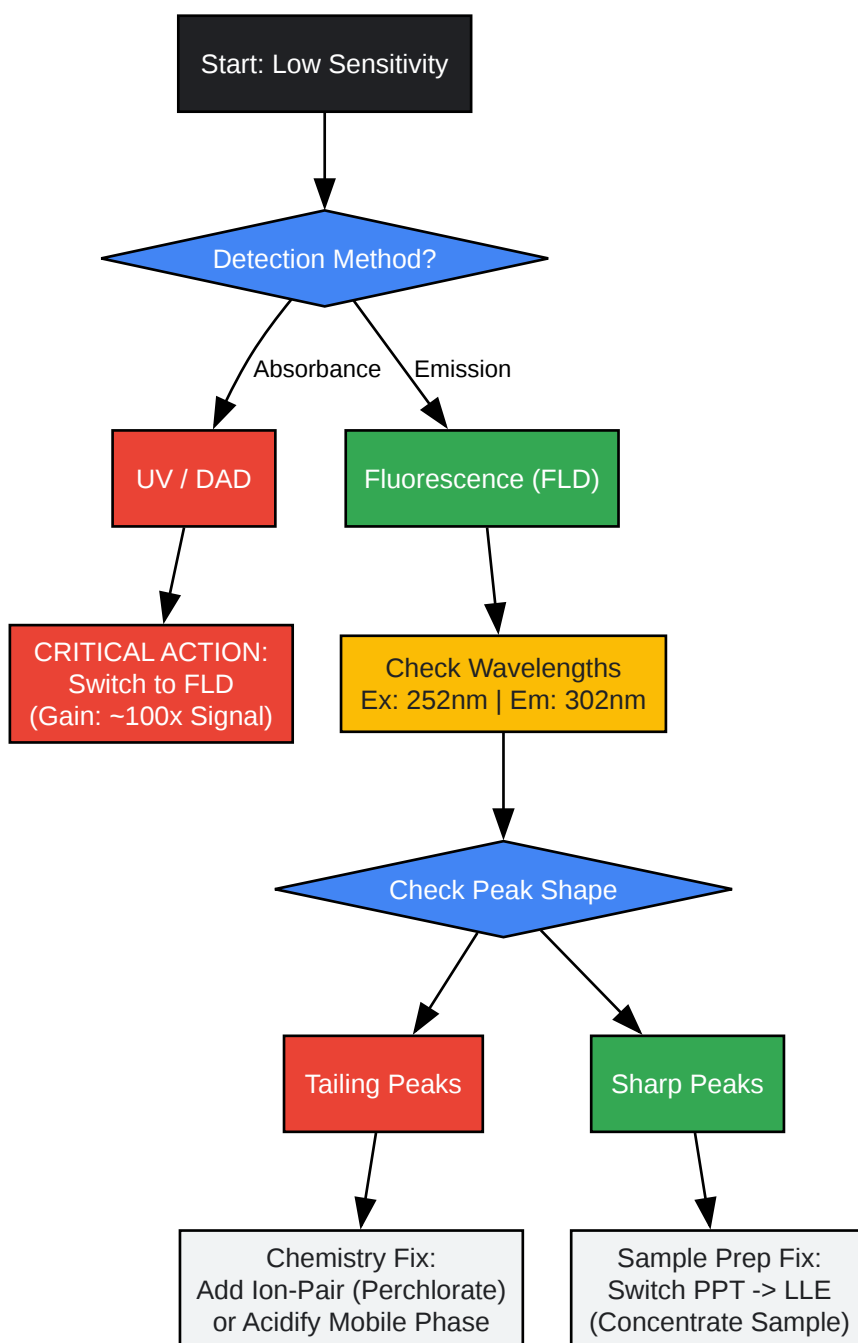 Start: Low Sensitivity
Detection Method?
Absorbance
Emission
UV / DAD
Fluorescence (FLD)
CRITICAL ACTION:
Switch to FLD
(Gain: ~100x Signal)
Check Wavelengths
Ex: 252nm | Em: 302nm
Check Peak Shape
Tailing Peaks
Sharp Peaks
Chemistry Fix:
Add Ion-Pair (Perchlorate)
or Acidify Mobile Phase
Sample Prep Fix:
Switch PPT -> LLE
(Concentrate Sample)